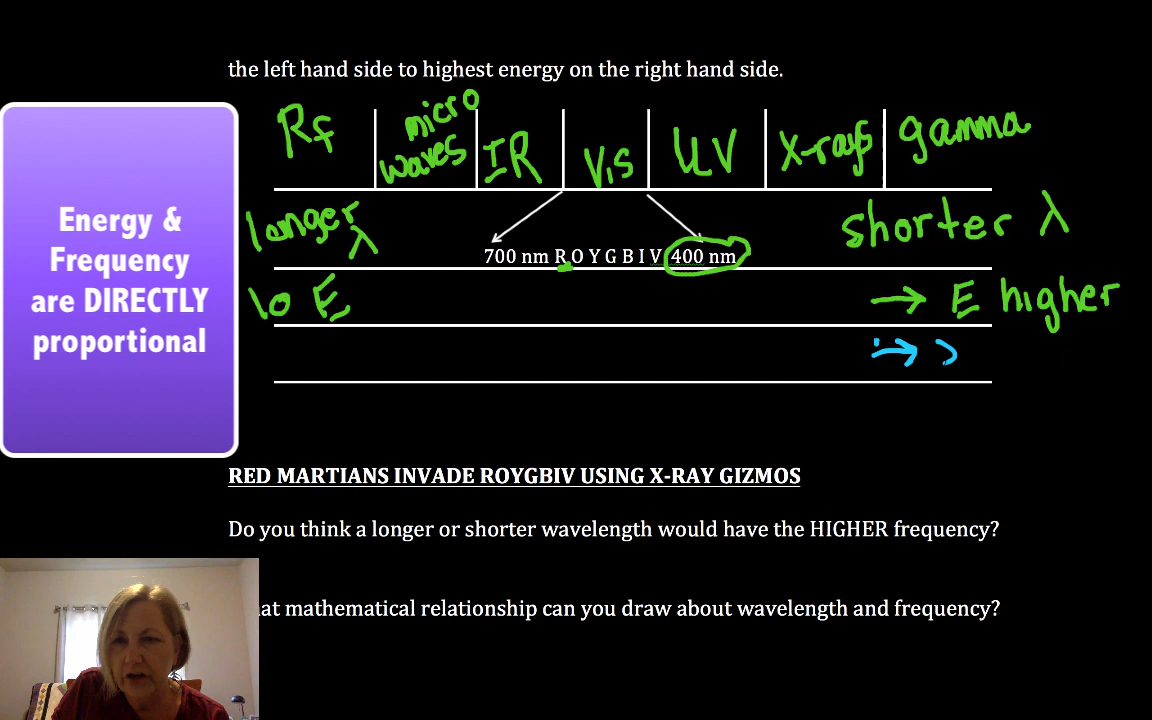 the left hand side to highest energy on the right hand side.
Rf micro waves IR Vis UV X-rays gamma
Energy &
Frequency
are DIRECTLY
proportional
longer λ shorter λ
700 nm R O Y G B I V 400 nm
lo E → E higher
→
RED MARTIANS INVADE ROYGBIV USING X-RAY GIZMOS
Do you think a longer or shorter wavelength would have the HIGHER frequency?
mathematical relationship can you draw about wavelength and frequency?